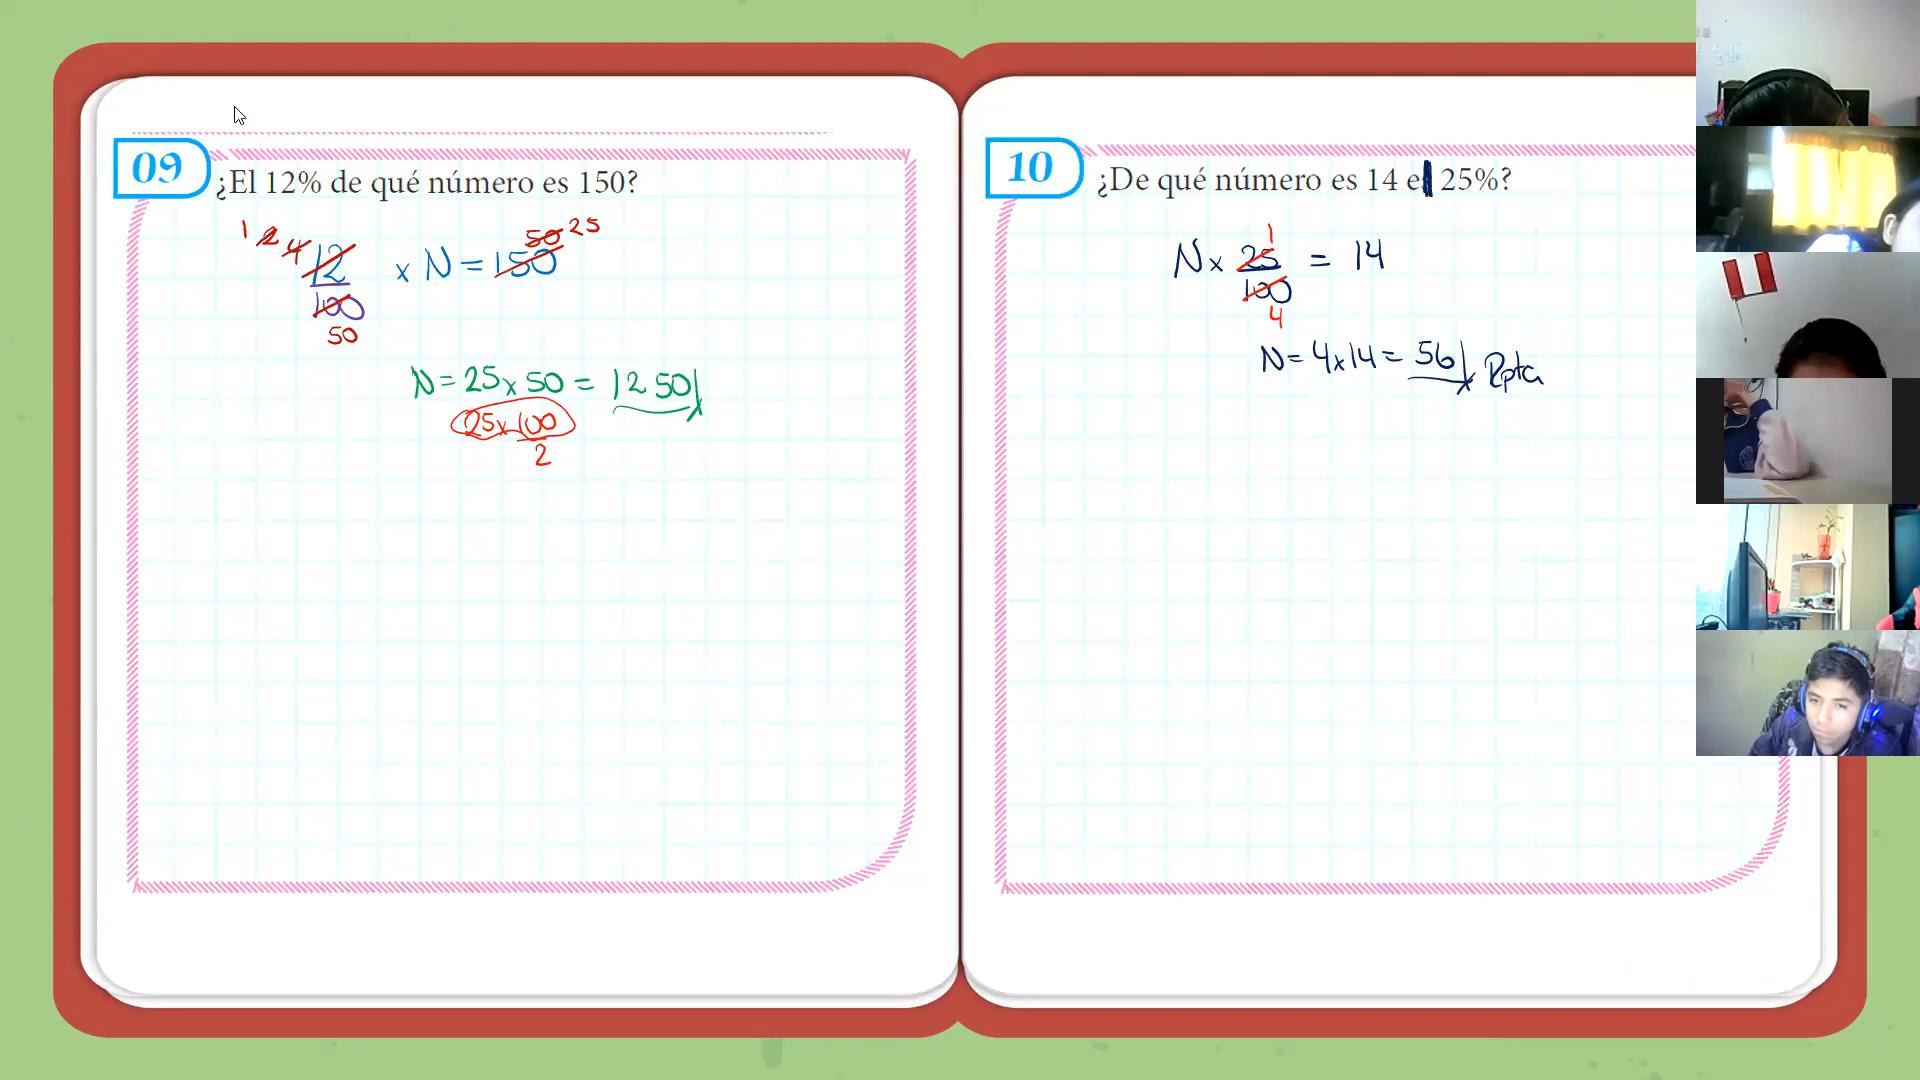 09
¿El 12% de qué número es 150?
1 2 4 12 x N = 150 50 25
100
50
N = 25 x 50 = 1250
25 x 100
2
10
¿De qué número es 14 el 25%?
1
N x 25 = 14
100
4
N = 4 x 14 = 56 Rpta